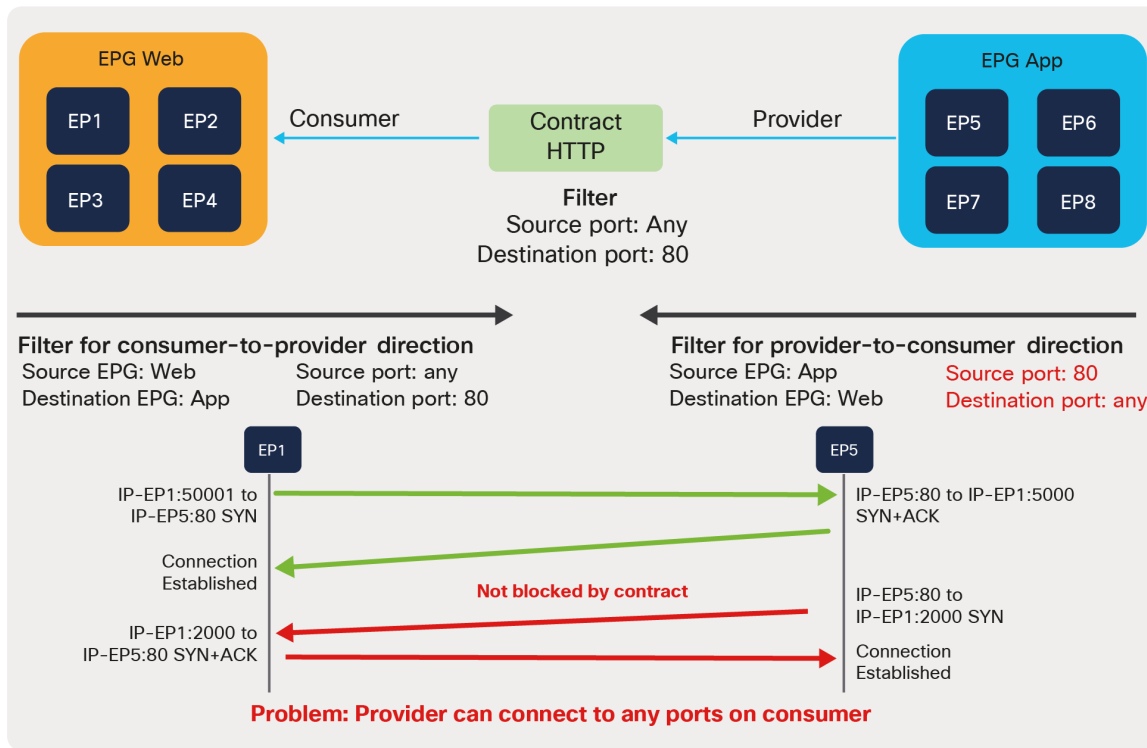 EPG Web
EP1
EP2
EP3
EP4
Consumer
Contract
HTTP
Provider
EPG App
EP5
EP6
EP7
EP8
Filter
Source port: Any
Destination port: 80
Filter for consumer-to-provider direction
Source EPG: Web
Source port: any
Destination EPG: App
Destination port: 80
Filter for provider-to-consumer direction
Source EPG: App
Source port: 80
Destination EPG: Web
Destination port: any
EP1
EP5
IP-EP1:50001 to
IP-EP5:80 SYN
IP-EP5:80 to IP-EP1:5000
SYN+ACK
Connection
Established
Not blocked by contract
IP-EP5:80 to
IP-EP1:2000 SYN
IP-EP1:2000 to
IP-EP5:80 SYN+ACK
Connection
Established
Problem: Provider can connect to any ports on consumer